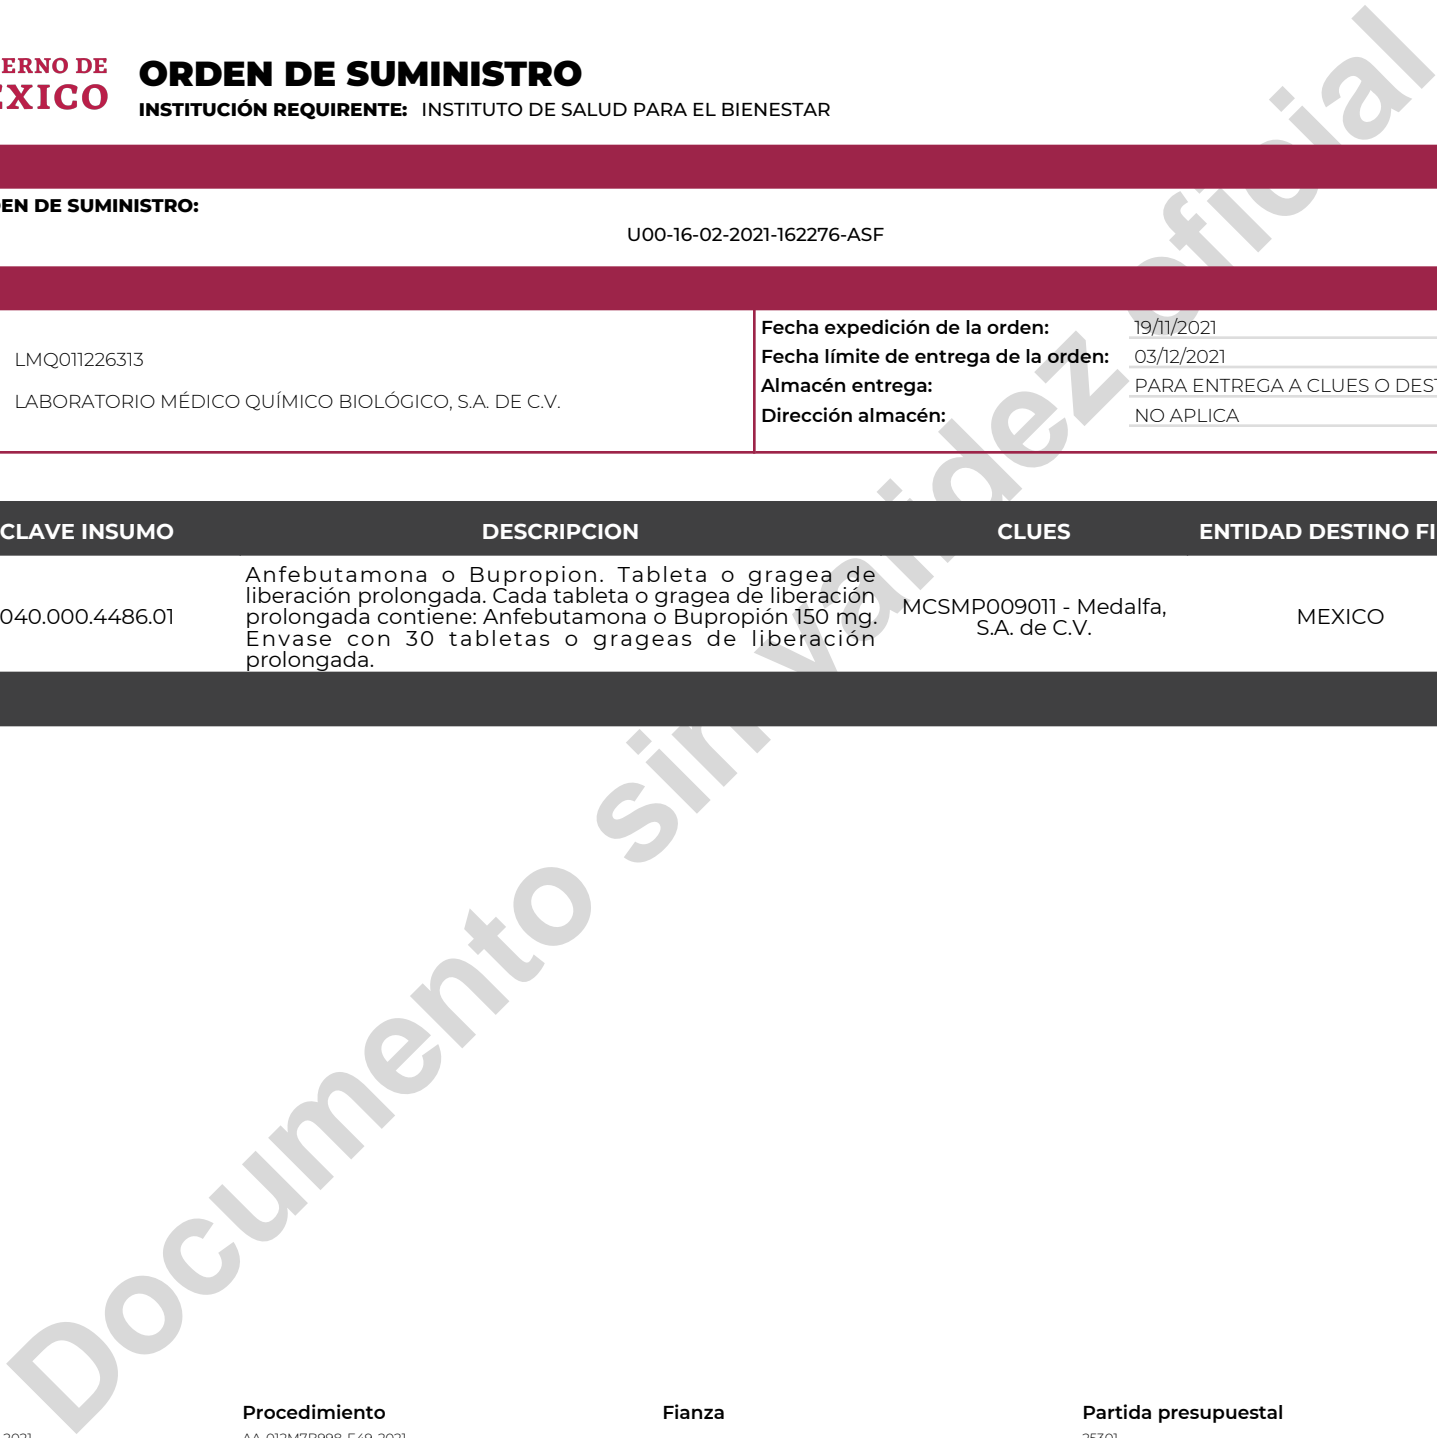 ERNO DE
EXICO
ORDEN DE SUMINISTRO
INSTITUCIÓN REQUIRENTE: INSTITUTO DE SALUD PARA EL BIENESTAR
EN DE SUMINISTRO:
U00-16-02-2021-162276-ASF
LMQ011226313
LABORATORIO MÉDICO QUÍMICO BIOLÓGICO, S.A. DE C.V.
Fecha expedición de la orden: 19/11/2021
Fecha límite de entrega de la orden: 03/12/2021
Almacén entrega: PARA ENTREGA A CLUES O DEST
Dirección almacén: NO APLICA
CLAVE INSUMO DESCRIPCION CLUES ENTIDAD DESTINO FI
040.000.4486.01
Anfebutamona o Bupropion. Tableta o gragea de
liberación prolongada. Cada tableta o gragea de liberación
prolongada contiene: Anfebutamona o Bupropión 150 mg.
Envase con 30 tabletas o grageas de liberación
prolongada.
MCSMP009011 - Medalfa,
S.A. de C.V.
MEXICO
Documento sin validez oficial
Procedimiento Fianza Partida presupuestal